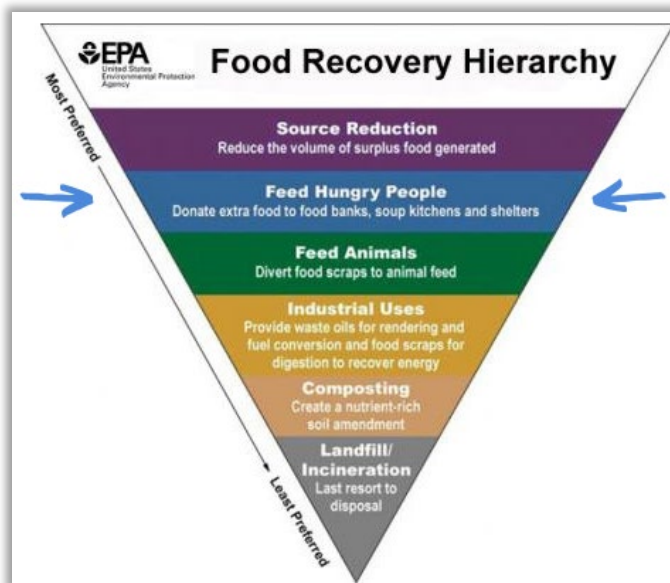 EPA
United States
Environmental Protection
Agency
Food Recovery Hierarchy
Most Preferred
Source Reduction
Reduce the volume of surplus food generated
Feed Hungry People
Donate extra food to food banks, soup kitchens and shelters
Feed Animals
Divert food scraps to animal feed
Industrial Uses
Provide waste oils for rendering and
fuel conversion and food scraps for
digestion to recover energy
Composting
Create a nutrient-rich
soil amendment
Landfill/
Incineration
Last resort to
disposal
Least Preferred